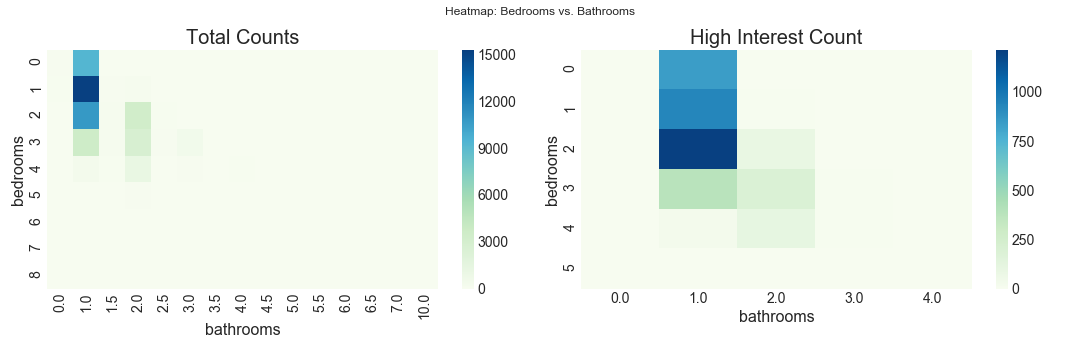 Heatmap: Bedrooms vs. Bathrooms
Total Counts
bedrooms
0
1
2
3
4
5
6
7
8
0.0 1.0 1.5 2.0 2.5 3.0 3.5 4.0 4.5 5.0 5.5 6.0 6.5 7.0 10.0
bathrooms
15000
12000
9000
6000
3000
0
High Interest Count
bedrooms
0
1
2
3
4
5
0.0 1.0 2.0 3.0 4.0
bathrooms
1000
750
500
250
0